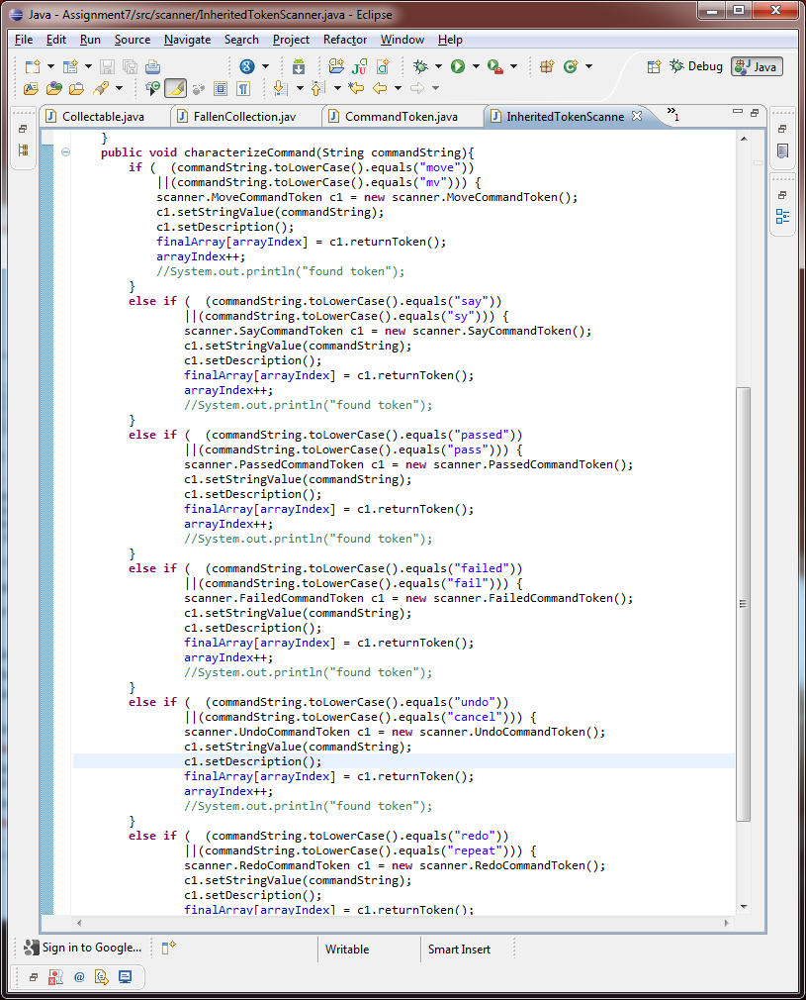 Java - Assignment7/src/scanner/InheritedTokenScanner.java - Eclipse
File Edit Run Source Navigate Search Project Refactor Window Help
Debug Java
Collectable.java FallenCollection.jav CommandToken.java InheritedTokenScanne 1
}
public void characterizeCommand(String commandString){
if (  (commandString.toLowerCase().equals("move"))
||(commandString.toLowerCase().equals("mv"))) {
scanner.MoveCommandToken c1 = new scanner.MoveCommandToken();
c1.setStringValue(commandString);
c1.setDescription();
finalArray[arrayIndex] = c1.returnToken();
arrayIndex++;
//System.out.println("found token");
}
else if (  (commandString.toLowerCase().equals("say"))
||(commandString.toLowerCase().equals("sy"))) {
scanner.SayCommandToken c1 = new scanner.SayCommandToken();
c1.setStringValue(commandString);
c1.setDescription();
finalArray[arrayIndex] = c1.returnToken();
arrayIndex++;
//System.out.println("found token");
}
else if (  (commandString.toLowerCase().equals("passed"))
||(commandString.toLowerCase().equals("pass"))) {
scanner.PassedCommandToken c1 = new scanner.PassedCommandToken();
c1.setStringValue(commandString);
c1.setDescription();
finalArray[arrayIndex] = c1.returnToken();
arrayIndex++;
//System.out.println("found token");
}
else if (  (commandString.toLowerCase().equals("failed"))
||(commandString.toLowerCase().equals("fail"))) {
scanner.FailedCommandToken c1 = new scanner.FailedCommandToken();
c1.setStringValue(commandString);
c1.setDescription();
finalArray[arrayIndex] = c1.returnToken();
arrayIndex++;
//System.out.println("found token");
}
else if (  (commandString.toLowerCase().equals("undo"))
||(commandString.toLowerCase().equals("cancel"))) {
scanner.UndoCommandToken c1 = new scanner.UndoCommandToken();
c1.setStringValue(commandString);
c1.setDescription();
finalArray[arrayIndex] = c1.returnToken();
arrayIndex++;
//System.out.println("found token");
}
else if (  (commandString.toLowerCase().equals("redo"))
||(commandString.toLowerCase().equals("repeat"))) {
scanner.RedoCommandToken c1 = new scanner.RedoCommandToken();
c1.setStringValue(commandString);
c1.setDescription();
finalArray[arrayIndex] = c1.returnToken();
Sign in to Google... Writable Smart Insert